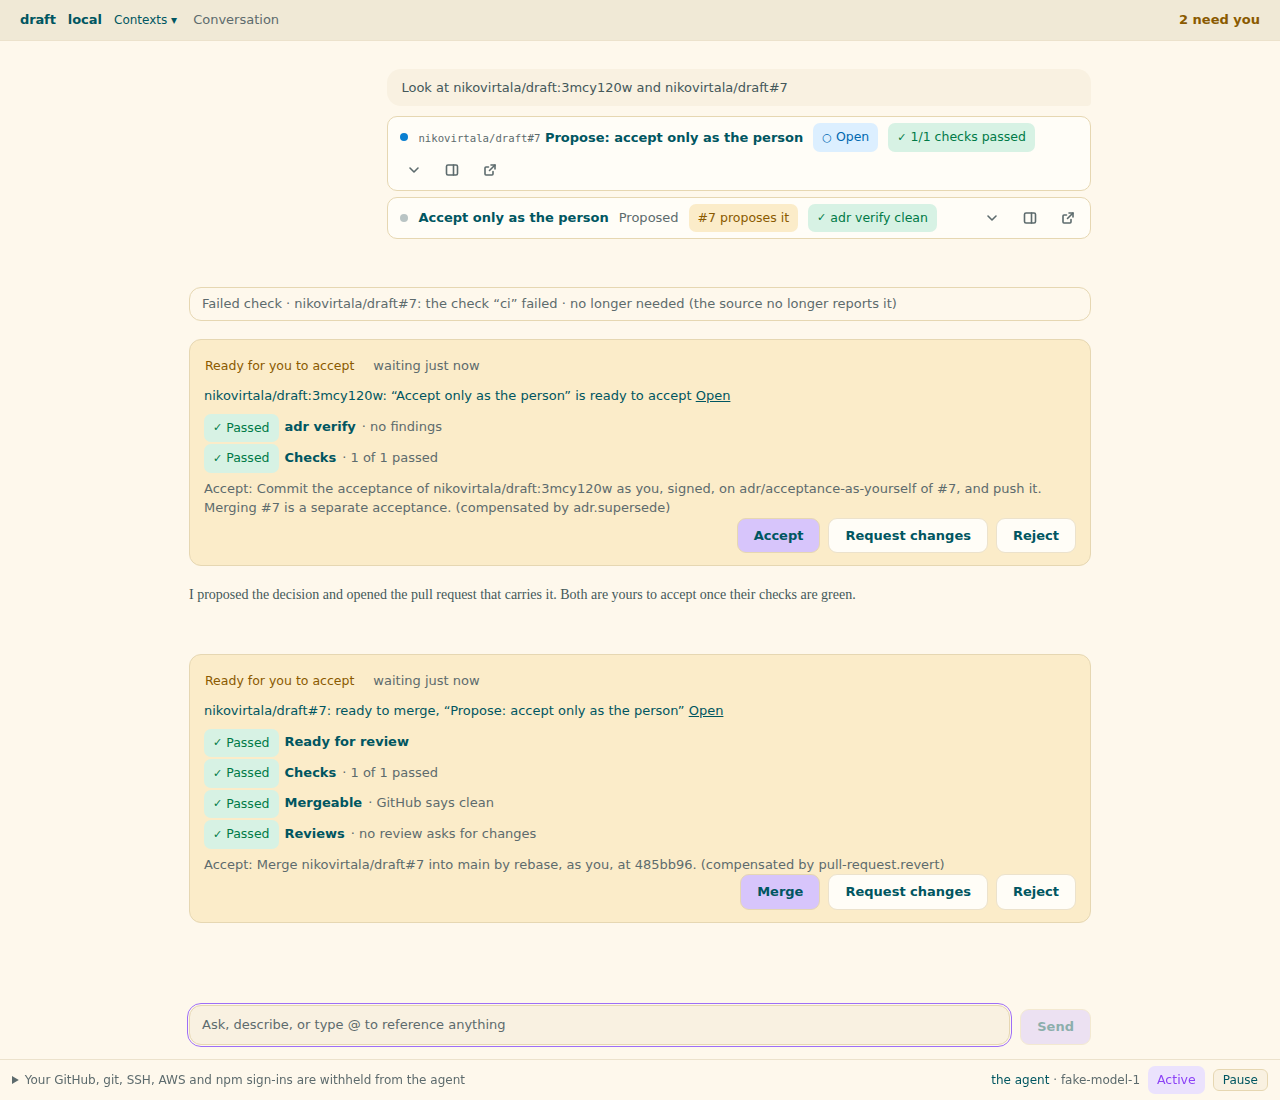 draft local Contexts ▾ Conversation 2 need you
Look at nikovirtala/draft:3mcy120w and nikovirtala/draft#7
nikovirtala/draft#7 Propose: accept only as the person ○ Open ✓ 1/1 checks passed
Accept only as the person Proposed #7 proposes it ✓ adr verify clean
Failed check · nikovirtala/draft#7: the check “ci” failed · no longer needed (the source no longer reports it)
Ready for you to accept waiting just now
nikovirtala/draft:3mcy120w: “Accept only as the person” is ready to accept Open
✓ Passed adr verify · no findings
✓ Passed Checks · 1 of 1 passed
Accept: Commit the acceptance of nikovirtala/draft:3mcy120w as you, signed, on adr/acceptance-as-yourself of #7, and push it.
Merging #7 is a separate acceptance. (compensated by adr.supersede)
Accept Request changes Reject
I proposed the decision and opened the pull request that carries it. Both are yours to accept once their checks are green.
Ready for you to accept waiting just now
nikovirtala/draft#7: ready to merge, “Propose: accept only as the person” Open
✓ Passed Ready for review
✓ Passed Checks · 1 of 1 passed
✓ Passed Mergeable · GitHub says clean
✓ Passed Reviews · no review asks for changes
Accept: Merge nikovirtala/draft#7 into main by rebase, as you, at 485bb96. (compensated by pull-request.revert)
Merge Request changes Reject
Ask, describe, or type @ to reference anything Send
▶ Your GitHub, git, SSH, AWS and npm sign-ins are withheld from the agent the agent · fake-model-1 Active Pause